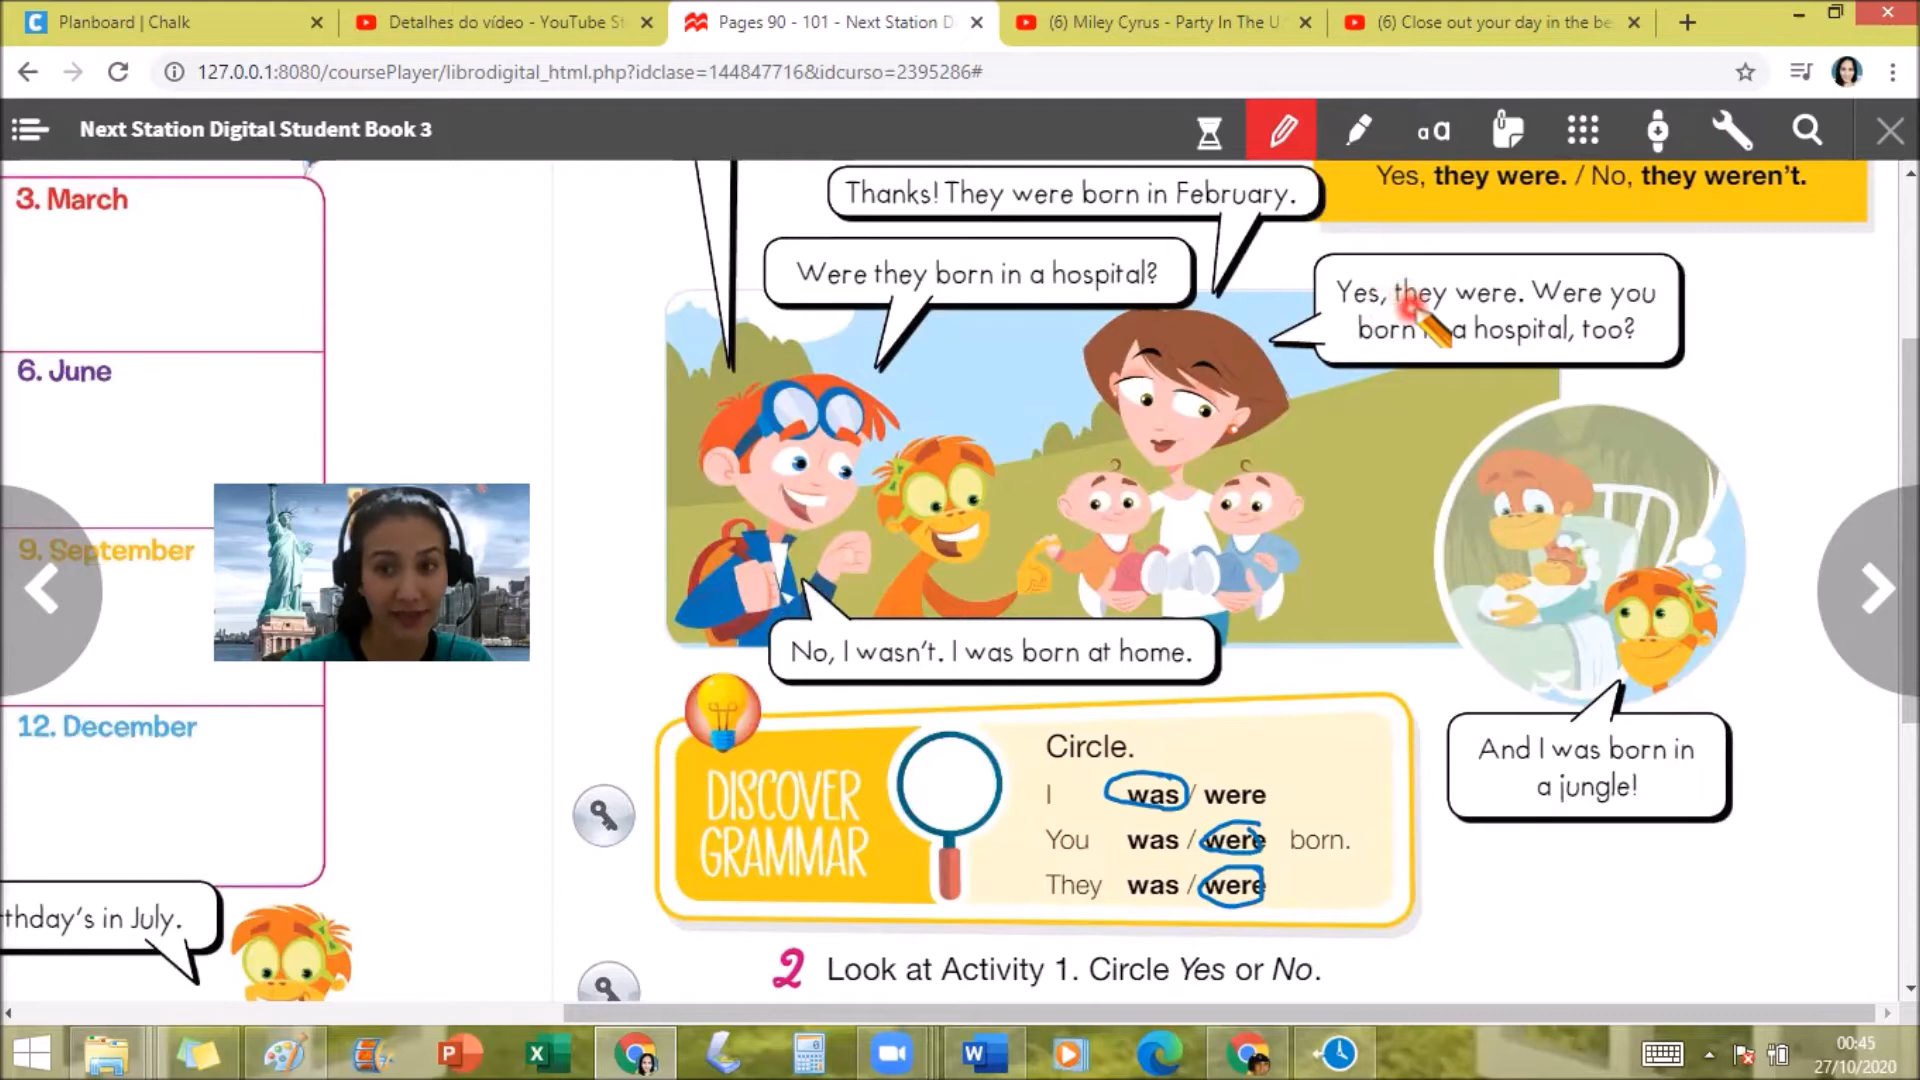 Planboard | Chalk
Detalhes do vídeo - YouTube St
Pages 90 - 101 - Next Station D
(6) Miley Cyrus - Party In The U
(6) Close out your day in the be
127.0.0.1:8080/coursePlayer/librodigital_html.php?idclase=144847716&idcurso=2395286#
Next Station Digital Student Book 3
aa
3. March
6. June
9. September
12. December
thday's in July.
Yes, they were. / No, they weren't.
Thanks! They were born in February.
Were they born in a hospital?
Yes, they were. Were you
born a hospital, too?
No, I wasn't. I was born at home.
And I was born in
a jungle!
DISCOVER
GRAMMAR
Circle.
I was / were
You was / were born.
They was / were
2 Look at Activity 1. Circle Yes or No.
00:45
27/10/2020